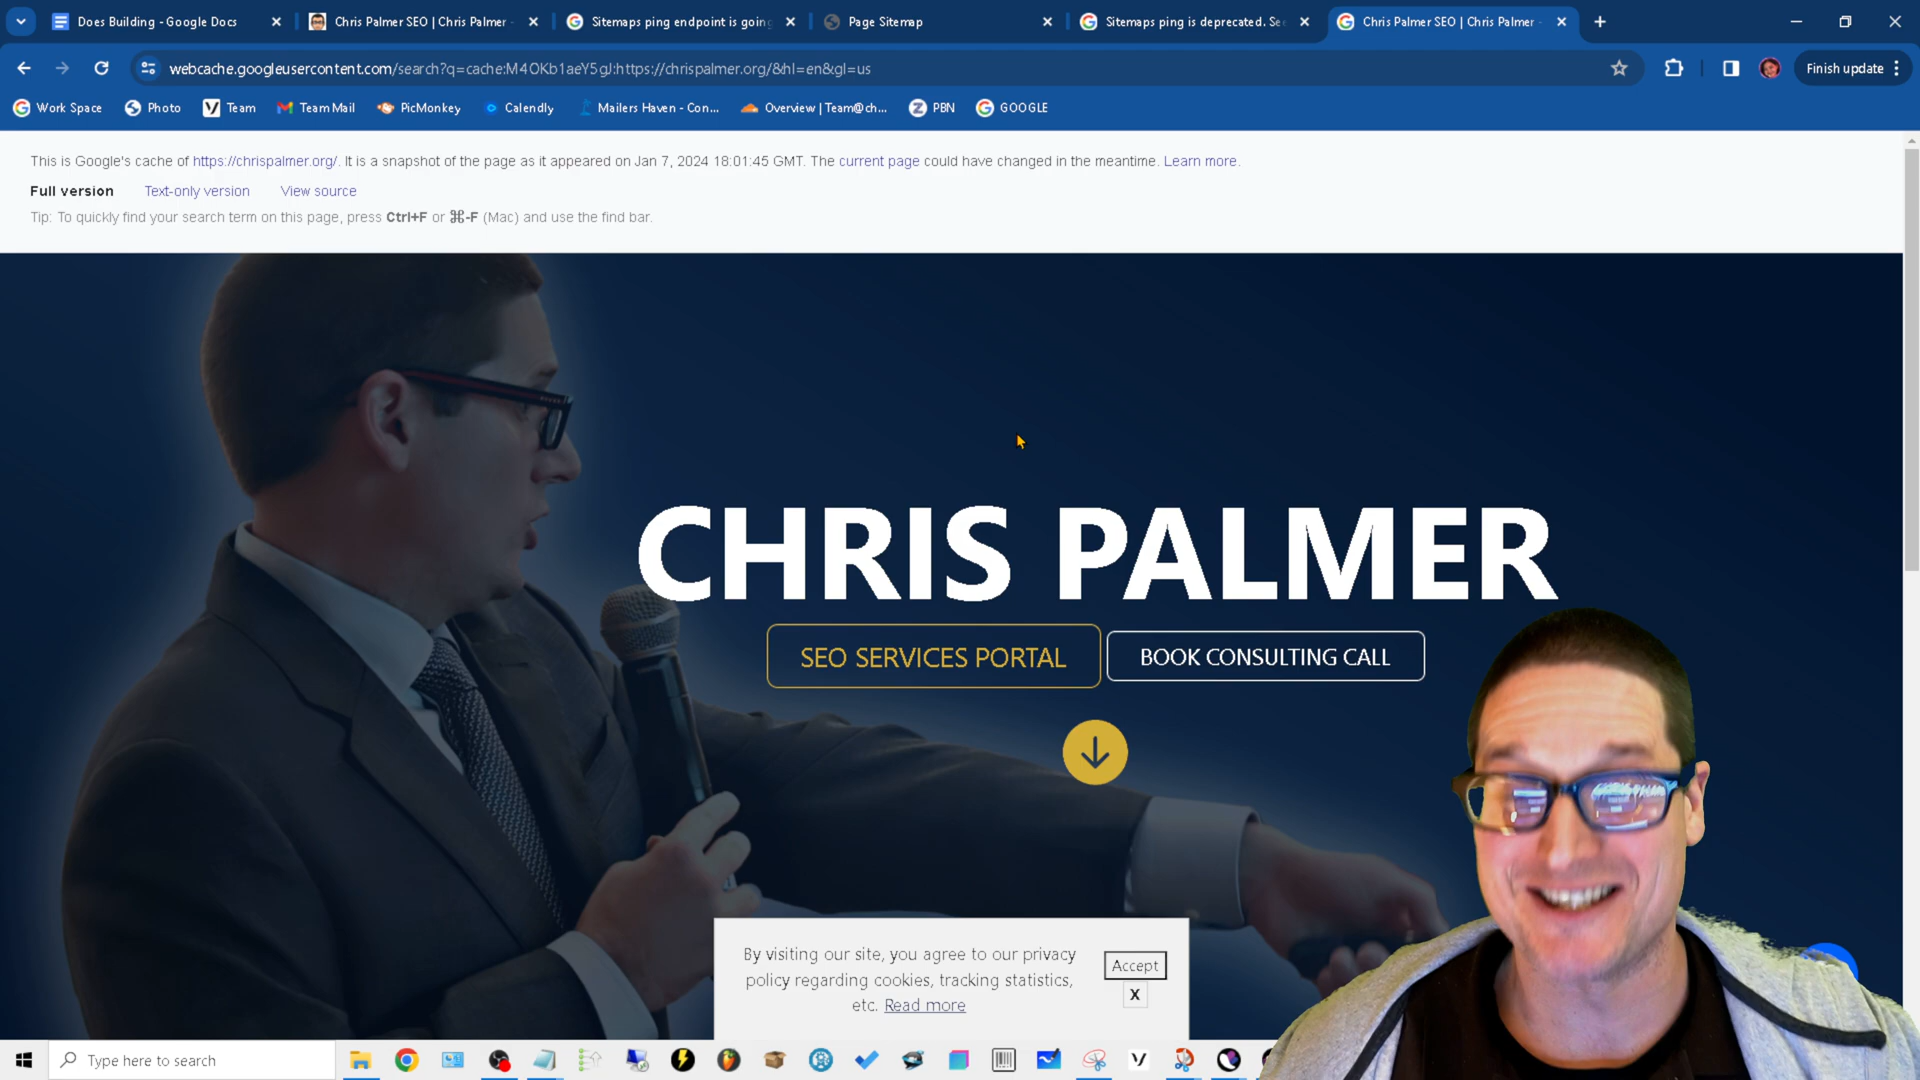 Does Building - Google Docs
Chris Palmer SEO | Chris Palmer -
Sitemaps ping endpoint is going
Page Sitemap
Sitemaps ping is deprecated. Se
Chris Palmer SEO | Chris Palmer -
webcache.googleusercontent.com/search?q=cache:M4OKb1aeY5gJ:https://chrispalmer.org/&hl=en&gl=us
Finish update
Work Space
Photo
Team
Team Mail
PicMonkey
Calendly
Mailers Haven - Con...
Overview | Team@ch...
PBN
GOOGLE
This is Google's cache of https://chrispalmer.org/. It is a snapshot of the page as it appeared on Jan 7, 2024 18:01:45 GMT. The current page could have changed in the meantime. Learn more.
Full version Text-only version View source
Tip: To quickly find your search term on this page, press Ctrl+F or ⌘-F (Mac) and use the find bar.
CHRIS PALMER
SEO SERVICES PORTAL
BOOK CONSULTING CALL
By visiting our site, you agree to our privacy
policy regarding cookies, tracking statistics,
etc. Read more
Accept
X
Type here to search